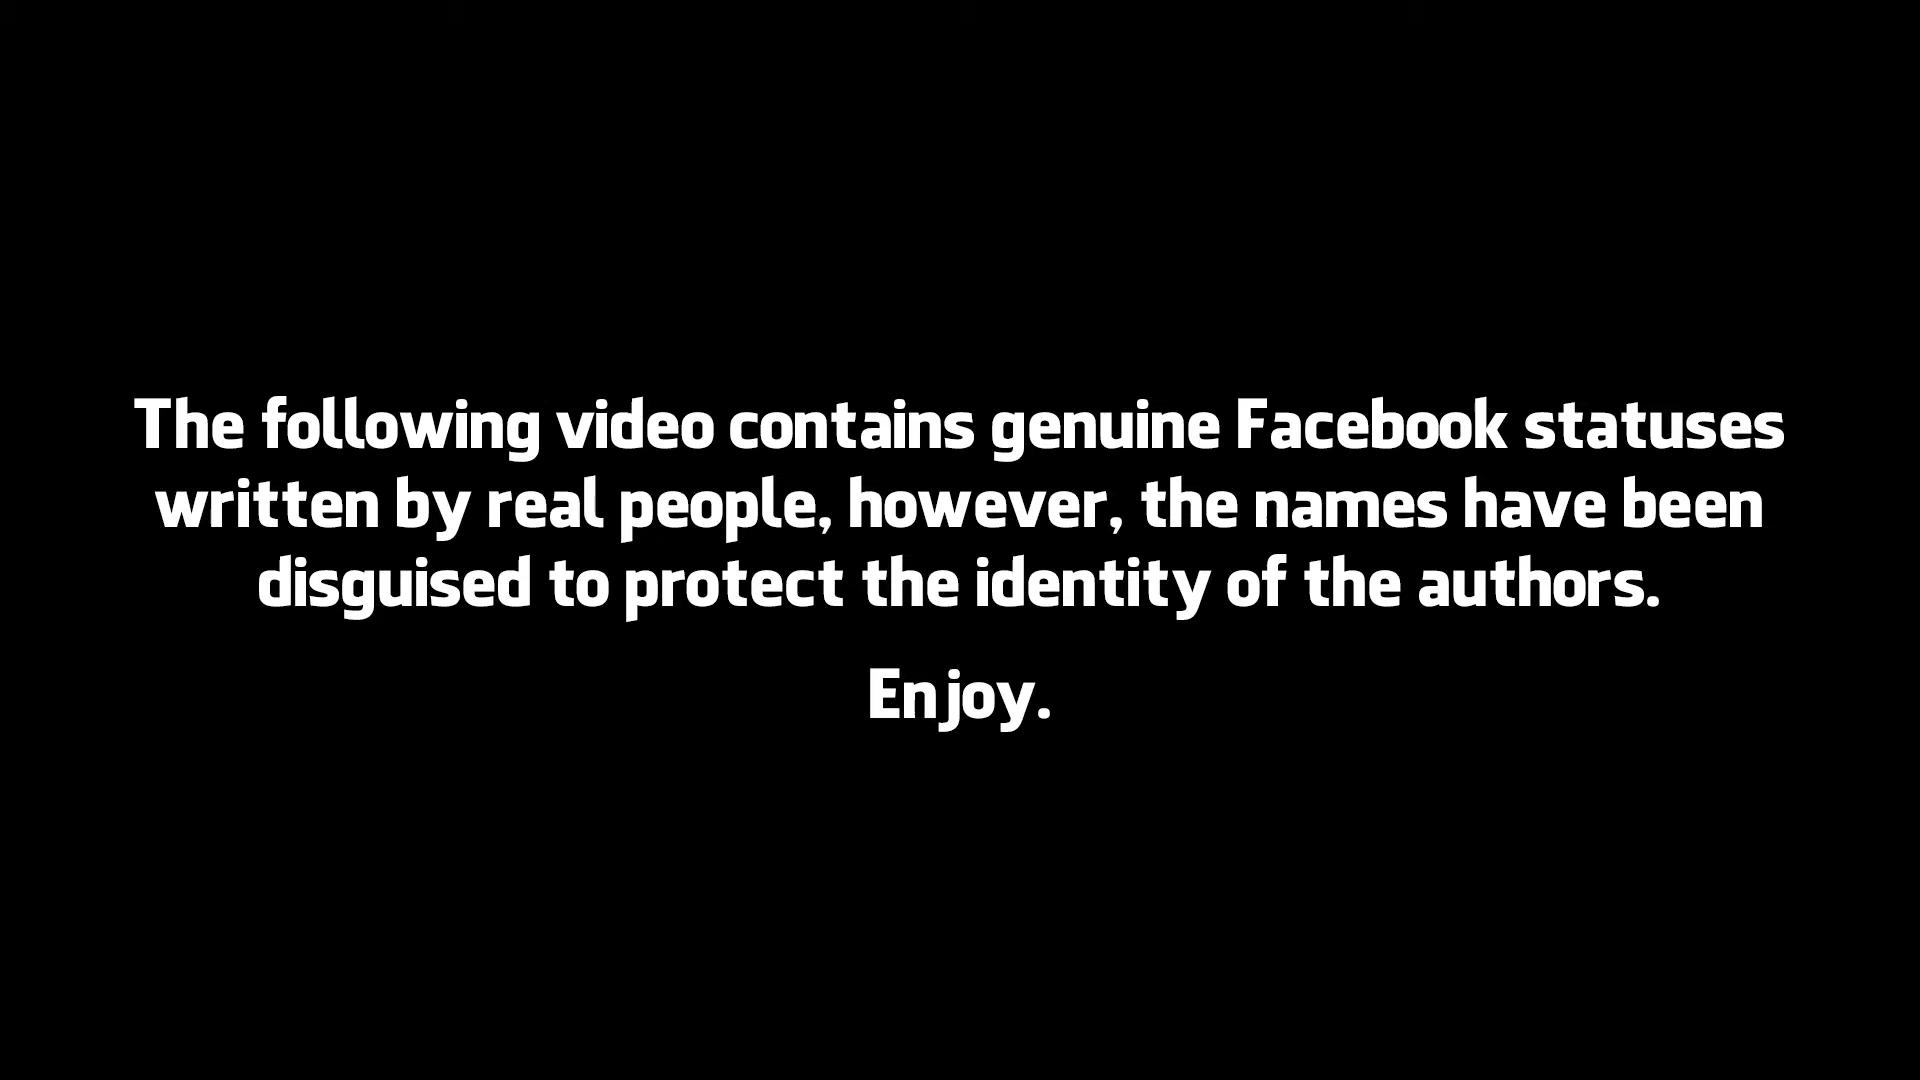 The following video contains genuine Facebook statuses
written by real people, however, the names have been
disguised to protect the identity of the authors.
Enjoy.